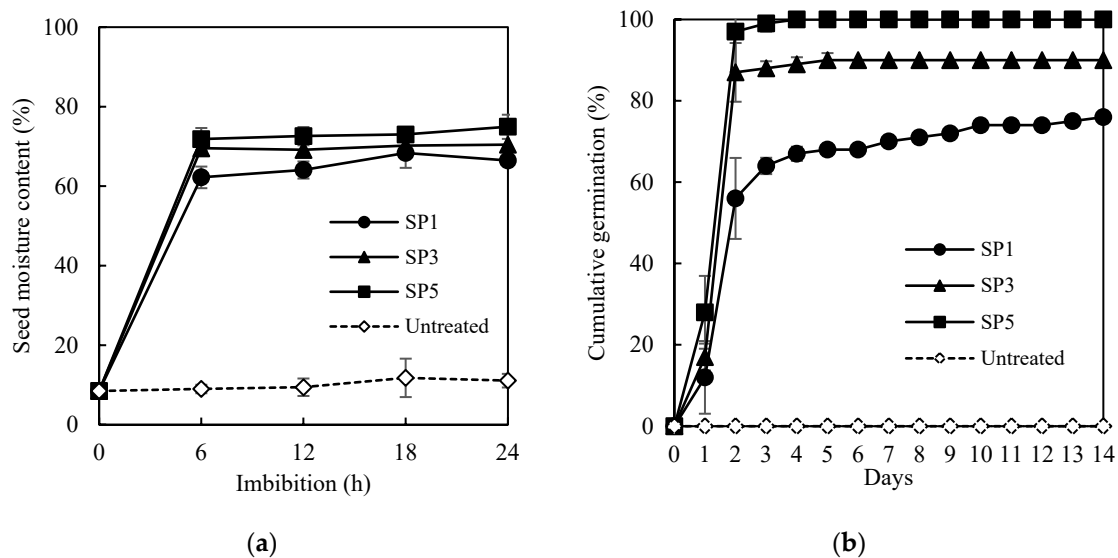 Seed moisture content (%)
100
80
60
40
20
0
0 6 12 18 24
Imbibition (h)
SP1
SP3
SP5
Untreated
(a)
Cumulative germination (%)
100
80
60
40
20
0
0 1 2 3 4 5 6 7 8 9 10 11 12 13 14
Days
SP1
SP3
SP5
Untreated
(b)